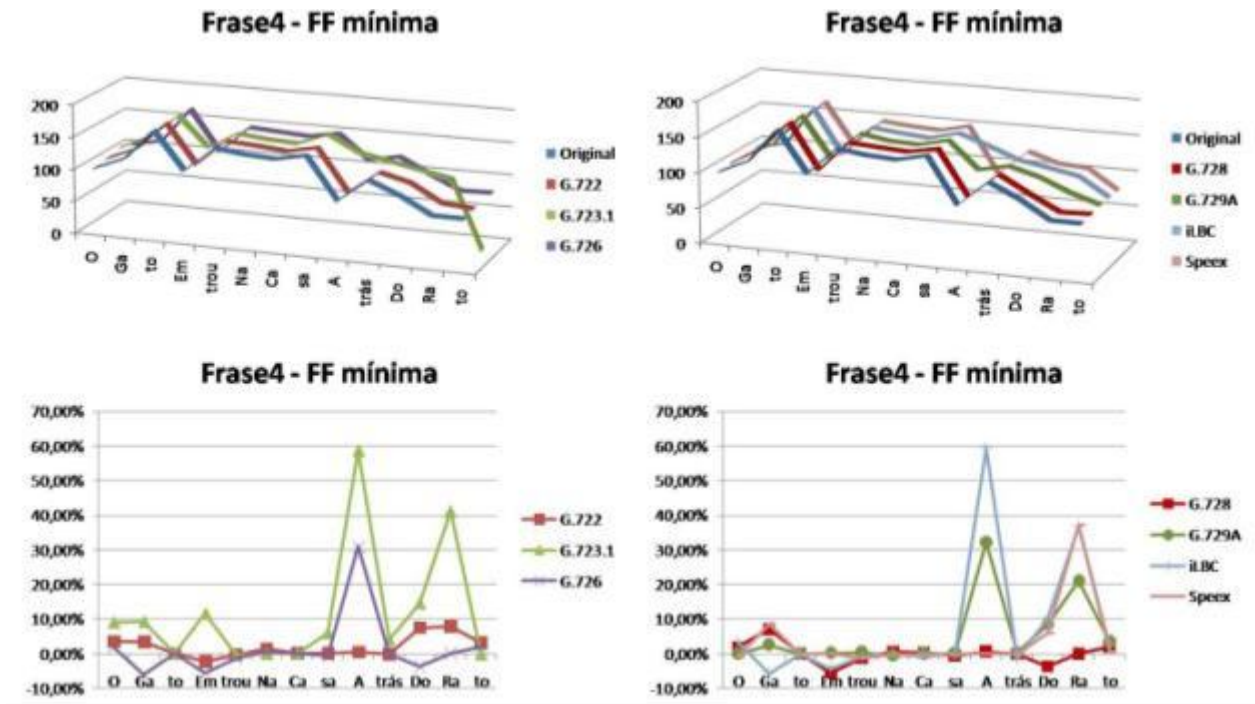 Frase4 - FF mínima
200
150
100
50
0
O
Ga
to
Em
trou
Na
Ca
sa
A
trás
Do
Ra
to
Original
G.722
G.723.1
G.726
Frase4 - FF mínima
200
150
100
50
0
O
Ga
to
Em
trou
Na
Ca
sa
A
trás
Do
Ra
to
Original
G.728
G.729A
iLBC
Speex
Frase4 - FF mínima
70,00%
60,00%
50,00%
40,00%
30,00%
20,00%
10,00%
0,00%
-10,00%
O Ga to Em trou Na Ca sa A trás Do Ra to
G.722
G.723.1
G.726
Frase4 - FF mínima
70,00%
60,00%
50,00%
40,00%
30,00%
20,00%
10,00%
0,00%
-10,00%
O Ga to Em trou Na Ca sa A trás Do Ra to
G.728
G.729A
iLBC
Speex